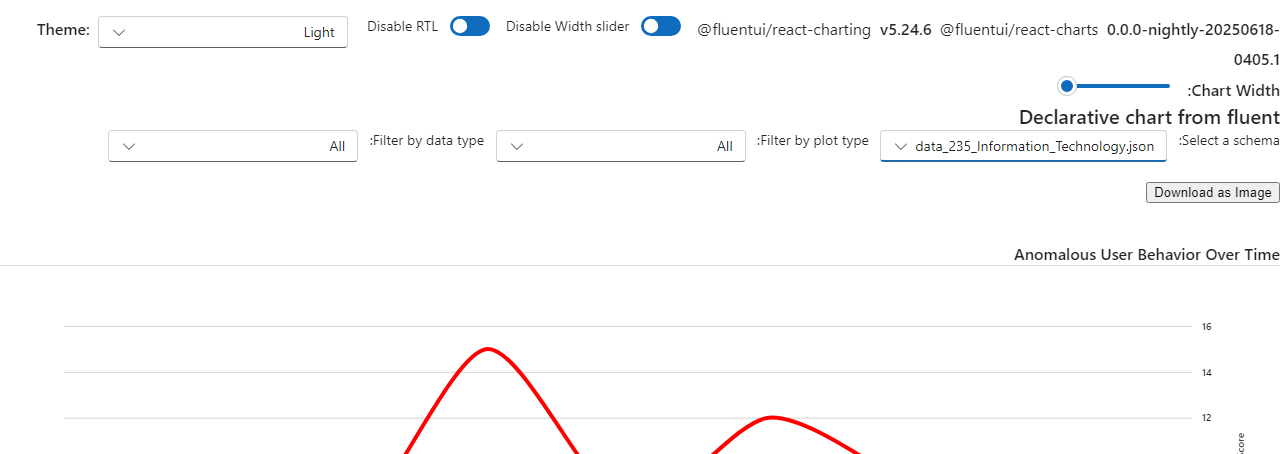 Theme: Light Disable RTL Disable Width slider @fluentui/react-charting v5.24.6 @fluentui/react-charts 0.0.0-nightly-20250618-
0405.1
:Chart Width
Declarative chart from fluent
:Select a schema data_235_Information_Technology.json :Filter by plot type All :Filter by data type All
Download as Image
Anomalous User Behavior Over Time
16
14
12